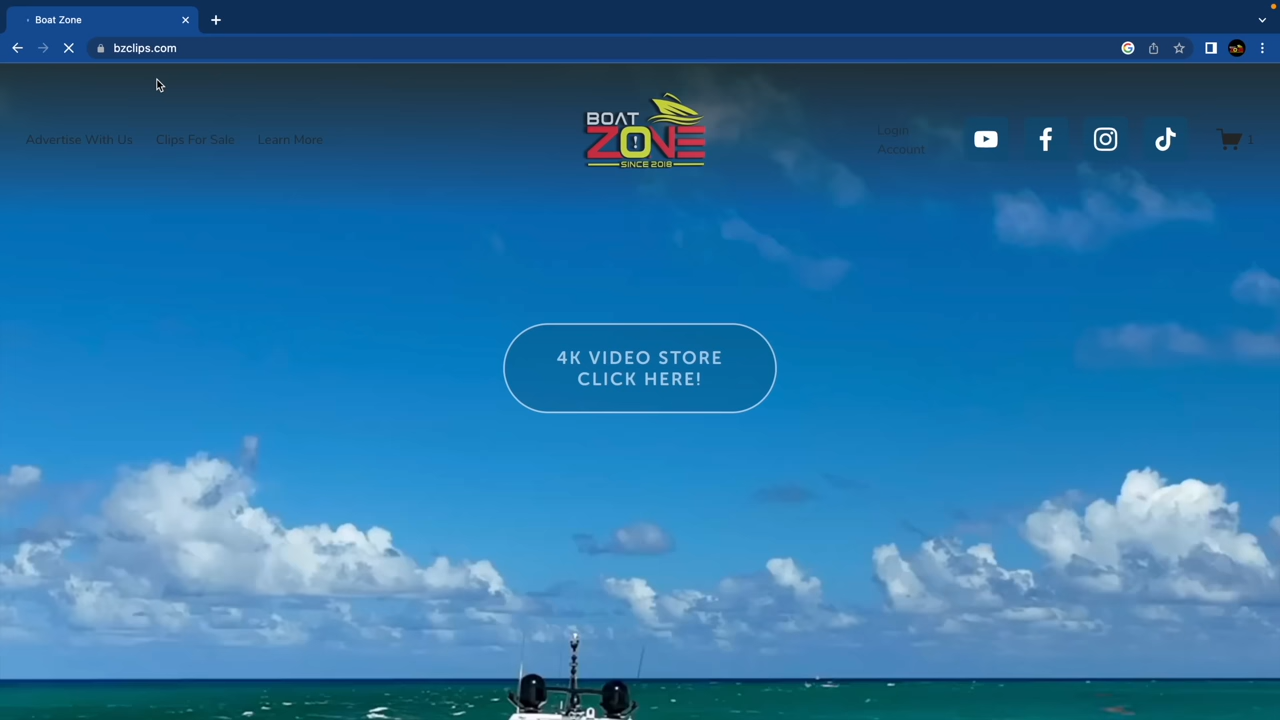 Boat Zone
bzclips.com
Advertise With Us
Clips For Sale
Learn More
BOAT
ZONE
SINCE 2018
Login
Account
1
4K VIDEO STORE
CLICK HERE!